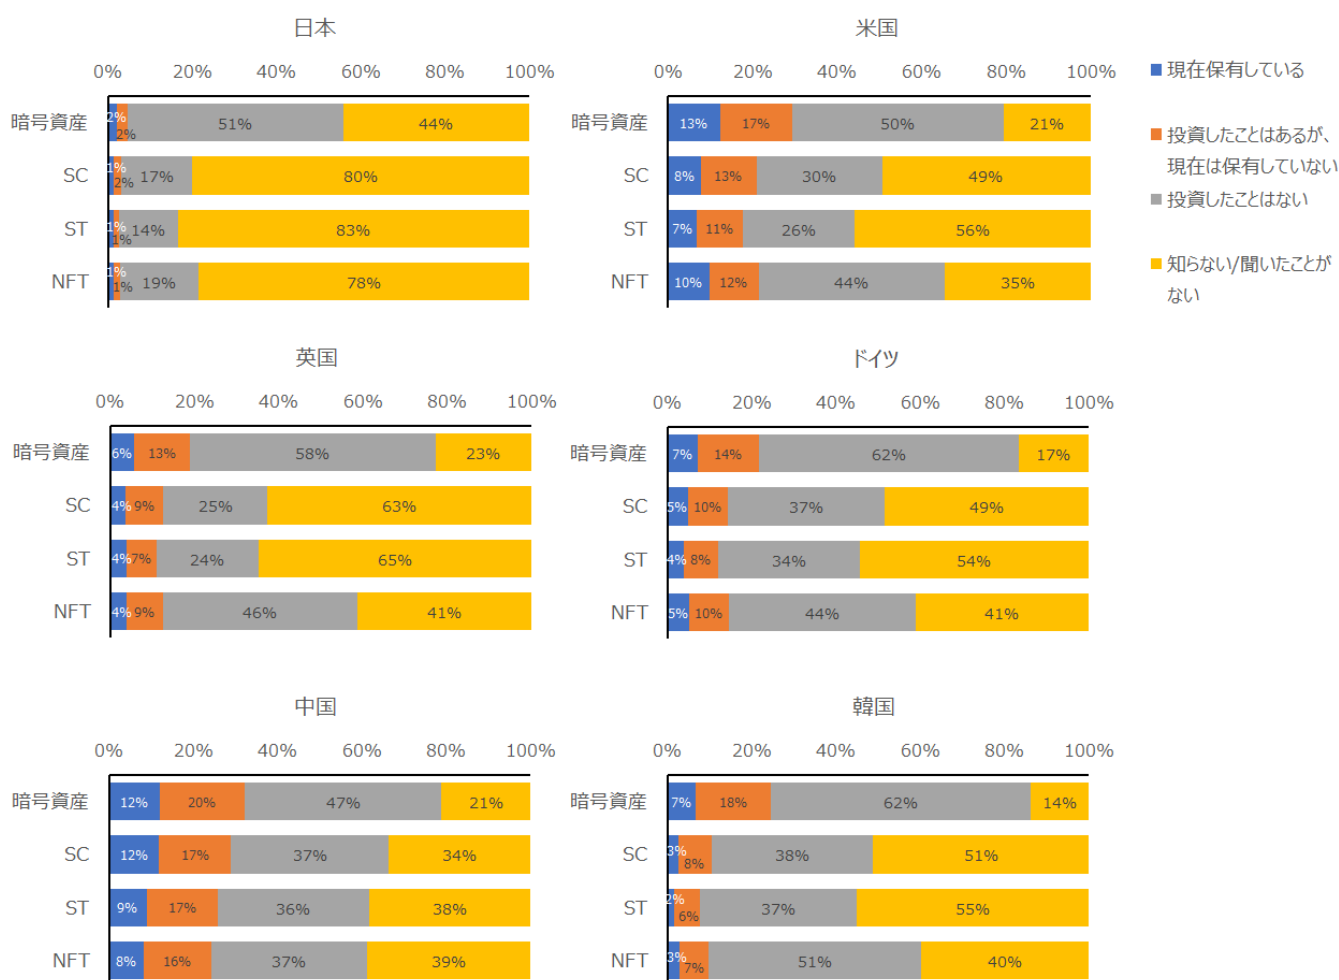 日本
0% 20% 40% 60% 80% 100%
暗号資産 2% 2% 51% 44%
SC 1% 2% 17% 80%
ST 1% 1% 14% 83%
NFT 1% 1% 19% 78%
米国
0% 20% 40% 60% 80% 100%
暗号資産 13% 17% 50% 21%
SC 8% 13% 30% 49%
ST 7% 11% 26% 56%
NFT 10% 12% 44% 35%
現在保有している
投資したことはあるが、
現在は保有していない
投資したことはない
知らない/聞いたことが
ない
英国
0% 20% 40% 60% 80% 100%
暗号資産 6% 13% 58% 23%
SC 4% 9% 25% 63%
ST 4% 7% 24% 65%
NFT 4% 9% 46% 41%
ドイツ
0% 20% 40% 60% 80% 100%
暗号資産 7% 14% 62% 17%
SC 5% 10% 37% 49%
ST 4% 8% 34% 54%
NFT 5% 10% 44% 41%
中国
0% 20% 40% 60% 80% 100%
暗号資産 12% 20% 47% 21%
SC 12% 17% 37% 34%
ST 9% 17% 36% 38%
NFT 8% 16% 37% 39%
韓国
0% 20% 40% 60% 80% 100%
暗号資産 7% 18% 62% 14%
SC 3% 8% 38% 51%
ST 2% 6% 37% 55%
NFT 3% 7% 51% 40%